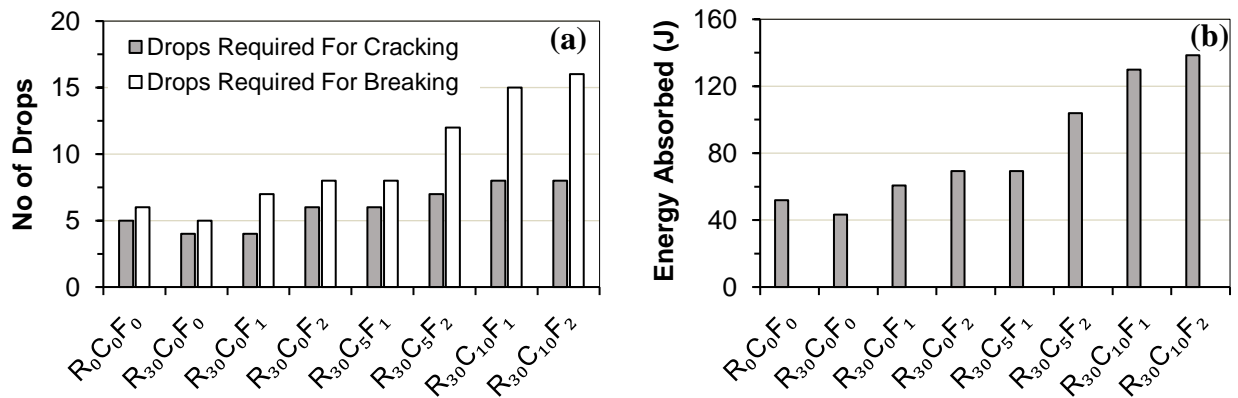 20
15
10
5
0
No of Drops
Drops Required For Cracking
Drops Required For Breaking
(a)
R₀C₀F₀
R₃₀C₀F₀
R₃₀C₀F₁
R₃₀C₀F₂
R₃₀C₅F₁
R₃₀C₅F₂
R₃₀C₁₀F₁
R₃₀C₁₀F₂
160
120
80
40
0
Energy Absorbed (J)
(b)
R₀C₀F₀
R₃₀C₀F₀
R₃₀C₀F₁
R₃₀C₀F₂
R₃₀C₅F₁
R₃₀C₅F₂
R₃₀C₁₀F₁
R₃₀C₁₀F₂